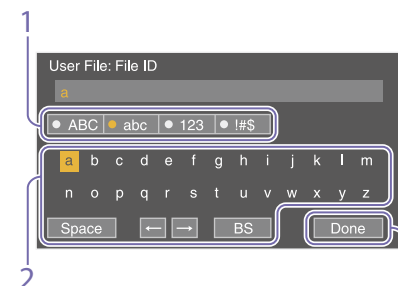 1
User File: File ID
a
ABC abc 123 !#$
a b c d e f g h i j k l m
n o p q r s t u v w x y z
Space ← → BS Done
2